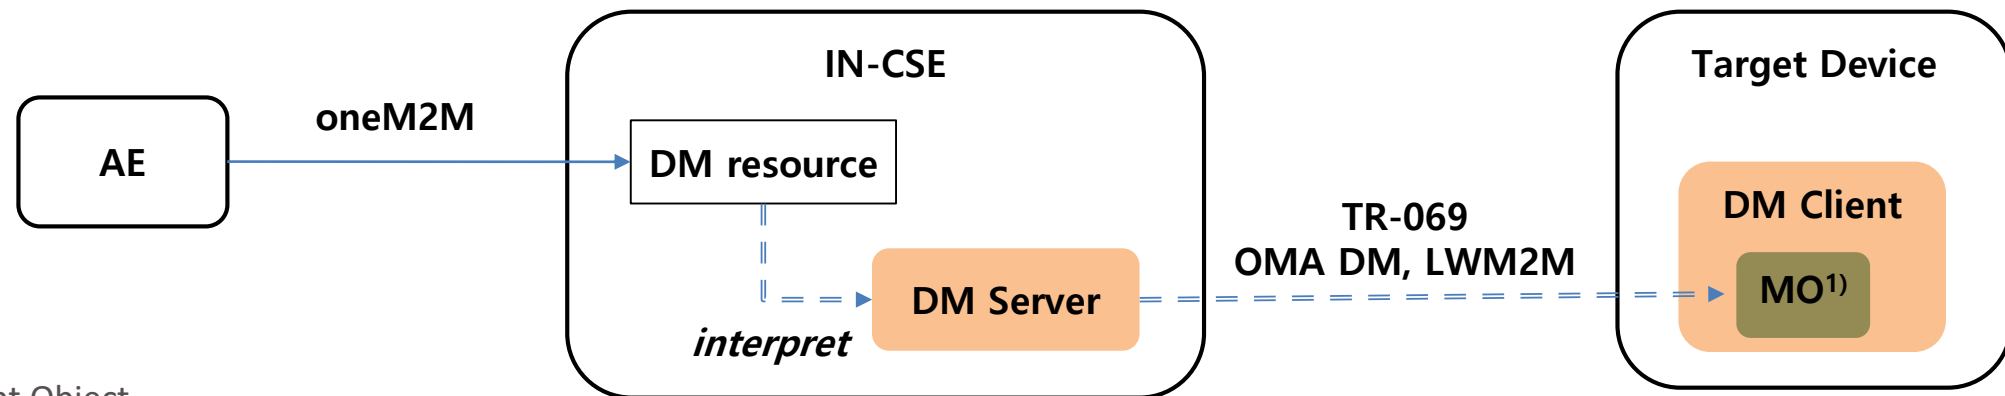 IN-CSE
Target Device
oneM2M
AE
DM resource
DM Client
TR-069
OMA DM, LWM2M
DM Server
MO¹⁾
interpret